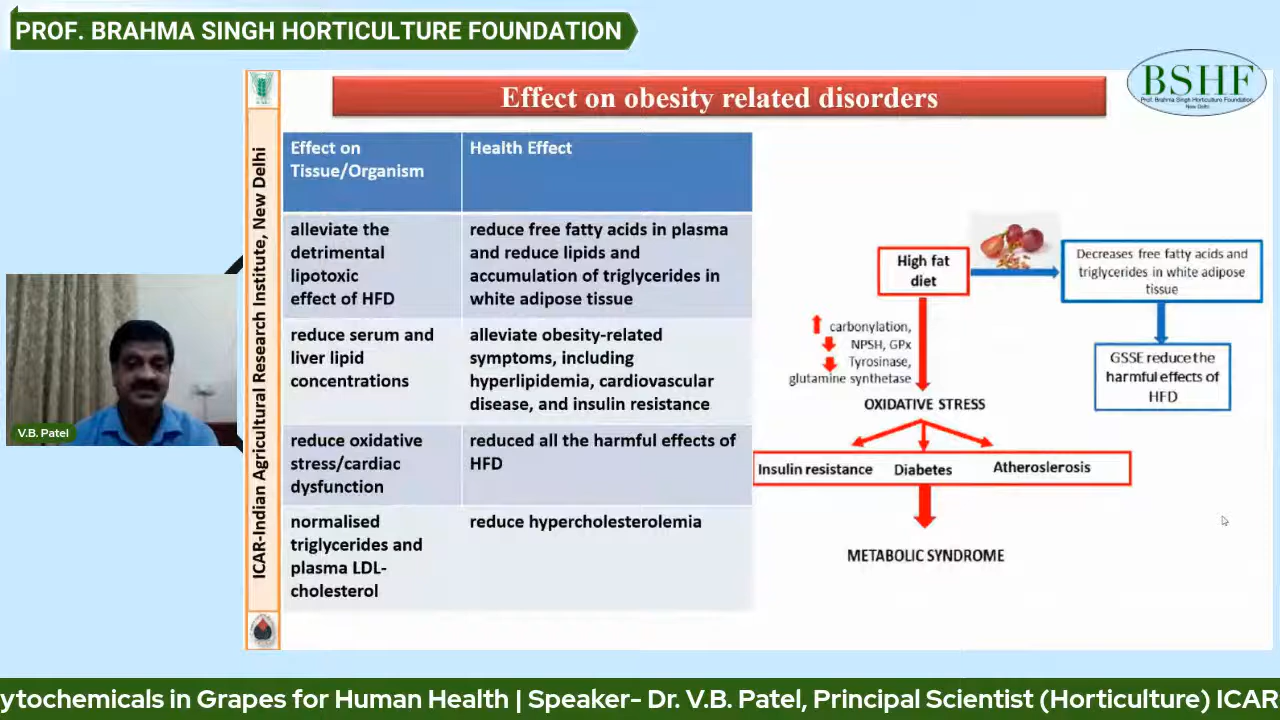 PROF. BRAHMA SINGH HORTICULTURE FOUNDATION
BSHF
Prof. Brahma Singh Horticulture Foundation
New Delhi
ICAR-Indian Agricultural Research Institute, New Delhi
Effect on obesity related disorders
Effect on
Tissue/Organism
Health Effect
alleviate the
detrimental
lipotoxic
effect of HFD
reduce free fatty acids in plasma
and reduce lipids and
accumulation of triglycerides in
white adipose tissue
reduce serum and
liver lipid
concentrations
alleviate obesity-related
symptoms, including
hyperlipidemia, cardiovascular
disease, and insulin resistance
reduce oxidative
stress/cardiac
dysfunction
reduced all the harmful effects of
HFD
normalised
triglycerides and
plasma LDL-
cholesterol
reduce hypercholesterolemia
High fat
diet
Decreases free fatty acids and
triglycerides in white adipose
tissue
GSSE reduce the
harmful effects of
HFD
carbonylation,
NPSH, GPx
Tyrosinase,
glutamine synthetase
OXIDATIVE STRESS
Insulin resistance
Diabetes
Atheroslerosis
METABOLIC SYNDROME
V.B. Patel
ytochemicals in Grapes for Human Health | Speaker- Dr. V.B. Patel, Principal Scientist (Horticulture) ICAR